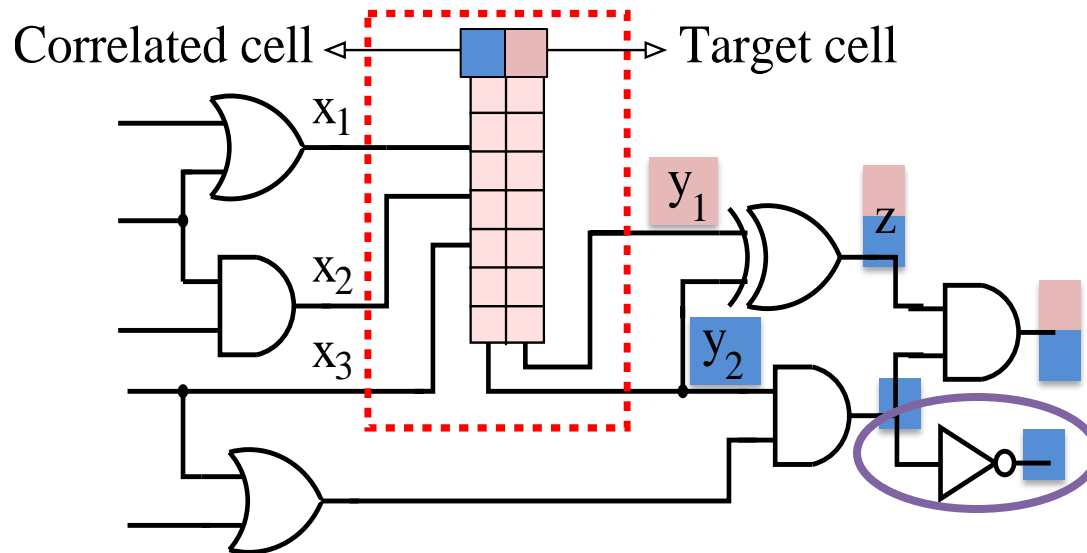 Correlated cell
Target cell
x1
x2
x3
y1
y2
z